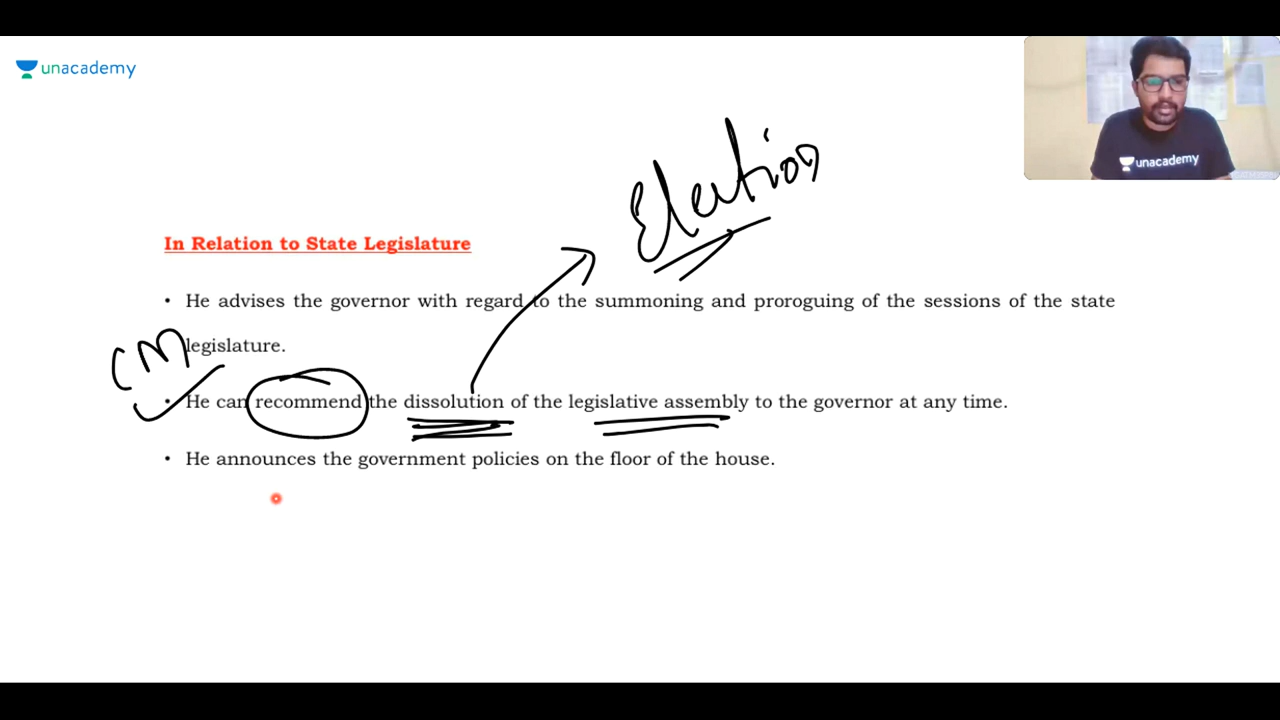 unacademy
unacademy
Election
In Relation to State Legislature
• He advises the governor with regard to the summoning and proroguing of the sessions of the state
legislature.
CM
• He can recommend the dissolution of the legislative assembly to the governor at any time.
• He announces the government policies on the floor of the house.